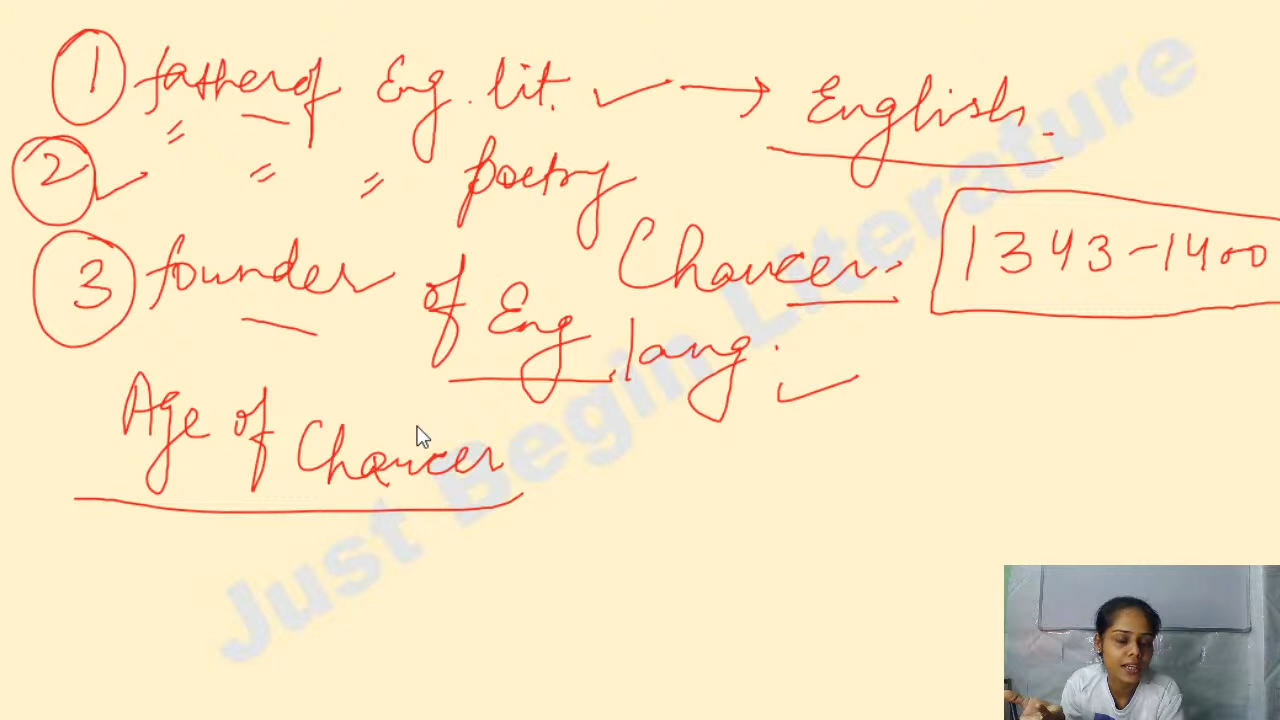 1 father of Eng. lit. → English.
2 " " " poetry
Chaucer. 1343-1400
3 founder of Eng. lang.
Age of Chaucer
Just Begin Literature